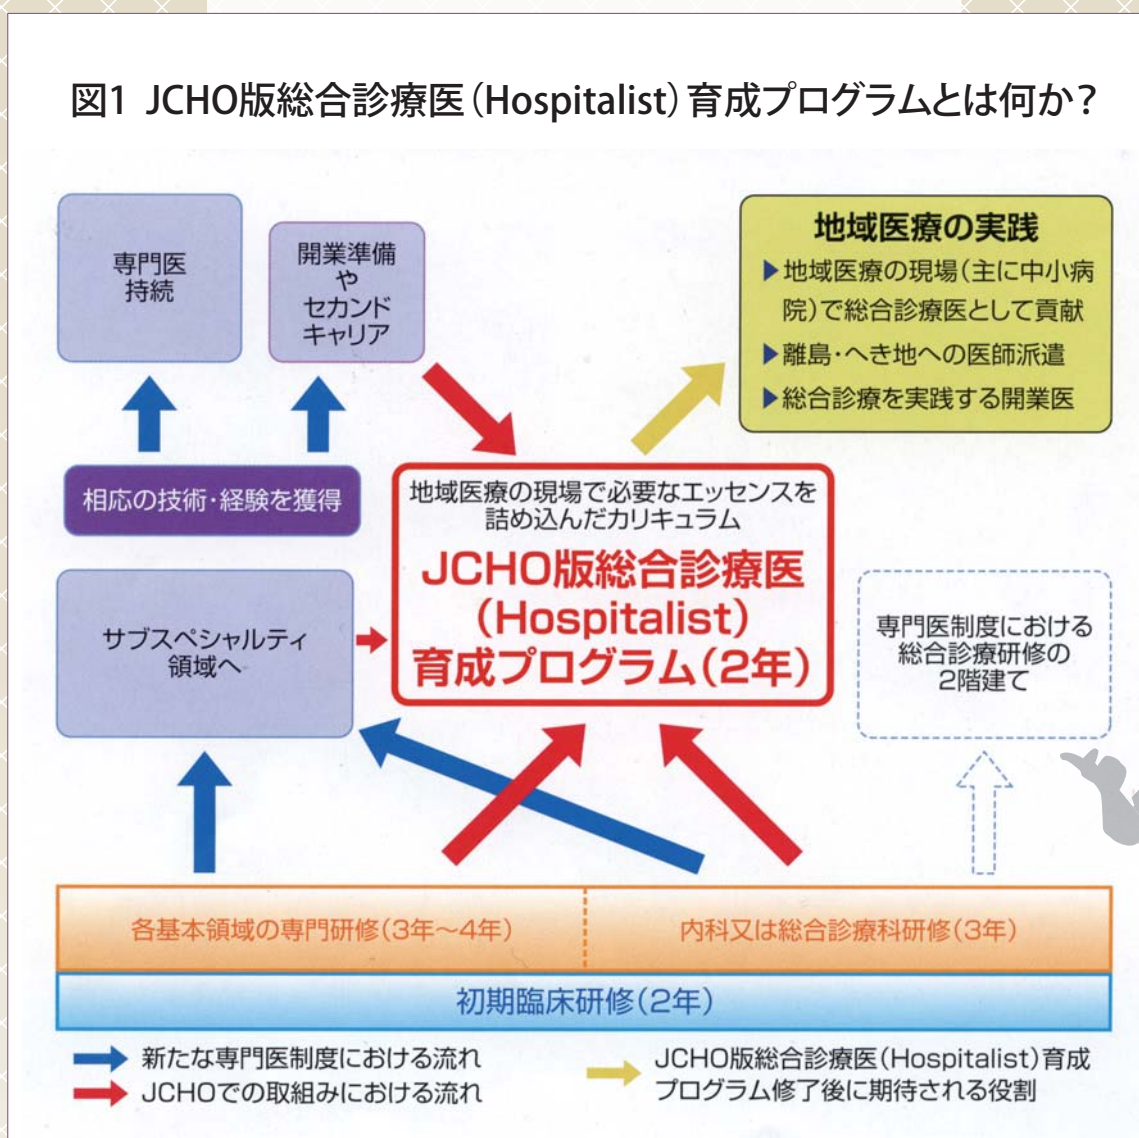 図1 JCHO版総合診療医(Hospitalist)育成プログラムとは何か?
専門医
持続
開業準備
や
セカンド
キャリア
地域医療の実践
▶地域医療の現場(主に中小病
院)で総合診療医として貢献
▶離島・へき地への医師派遣
▶総合診療を実践する開業医
相応の技術・経験を獲得
地域医療の現場で必要なエッセンスを
詰め込んだカリキュラム
JCHO版総合診療医
(Hospitalist)
育成プログラム(2年)
サブスペシャルティ
領域へ
専門医制度における
総合診療研修の
2階建て
各基本領域の専門研修(3年〜4年)
内科又は総合診療科研修(3年)
初期臨床研修(2年)
新たな専門医制度における流れ
JCHOでの取組みにおける流れ
JCHO版総合診療医(Hospitalist)育成
プログラム修了後に期待される役割